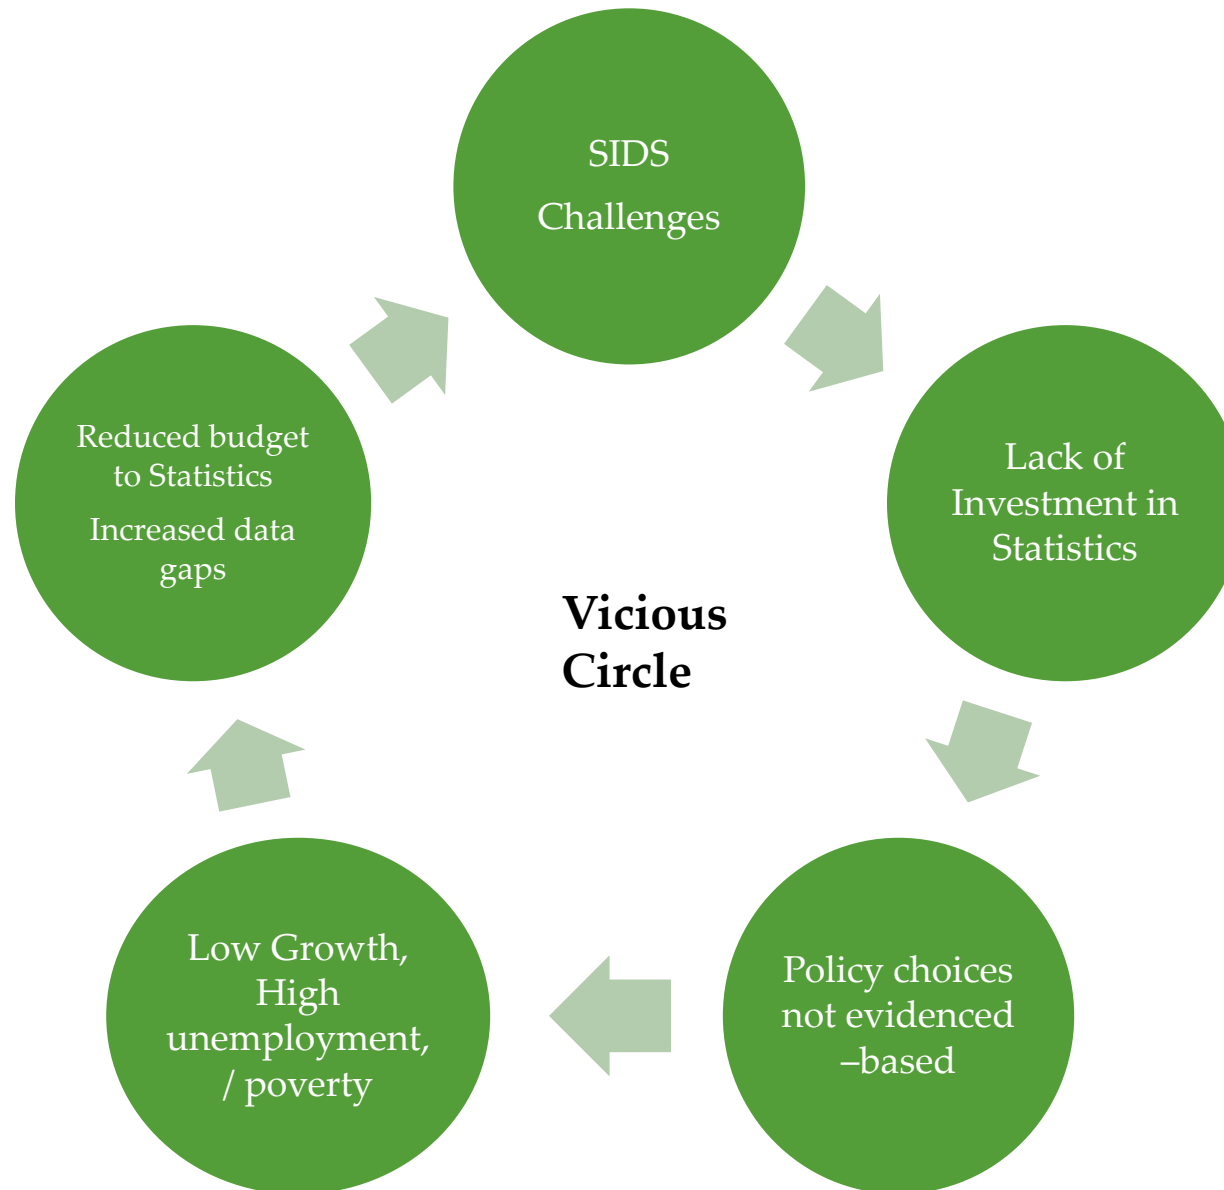 SIDS
Challenges
Lack of
Investment in
Statistics
Policy choices
not evidenced
–based
Low Growth,
High
unemployment,
/ poverty
Reduced budget
to Statistics
Increased data
gaps
Vicious
Circle